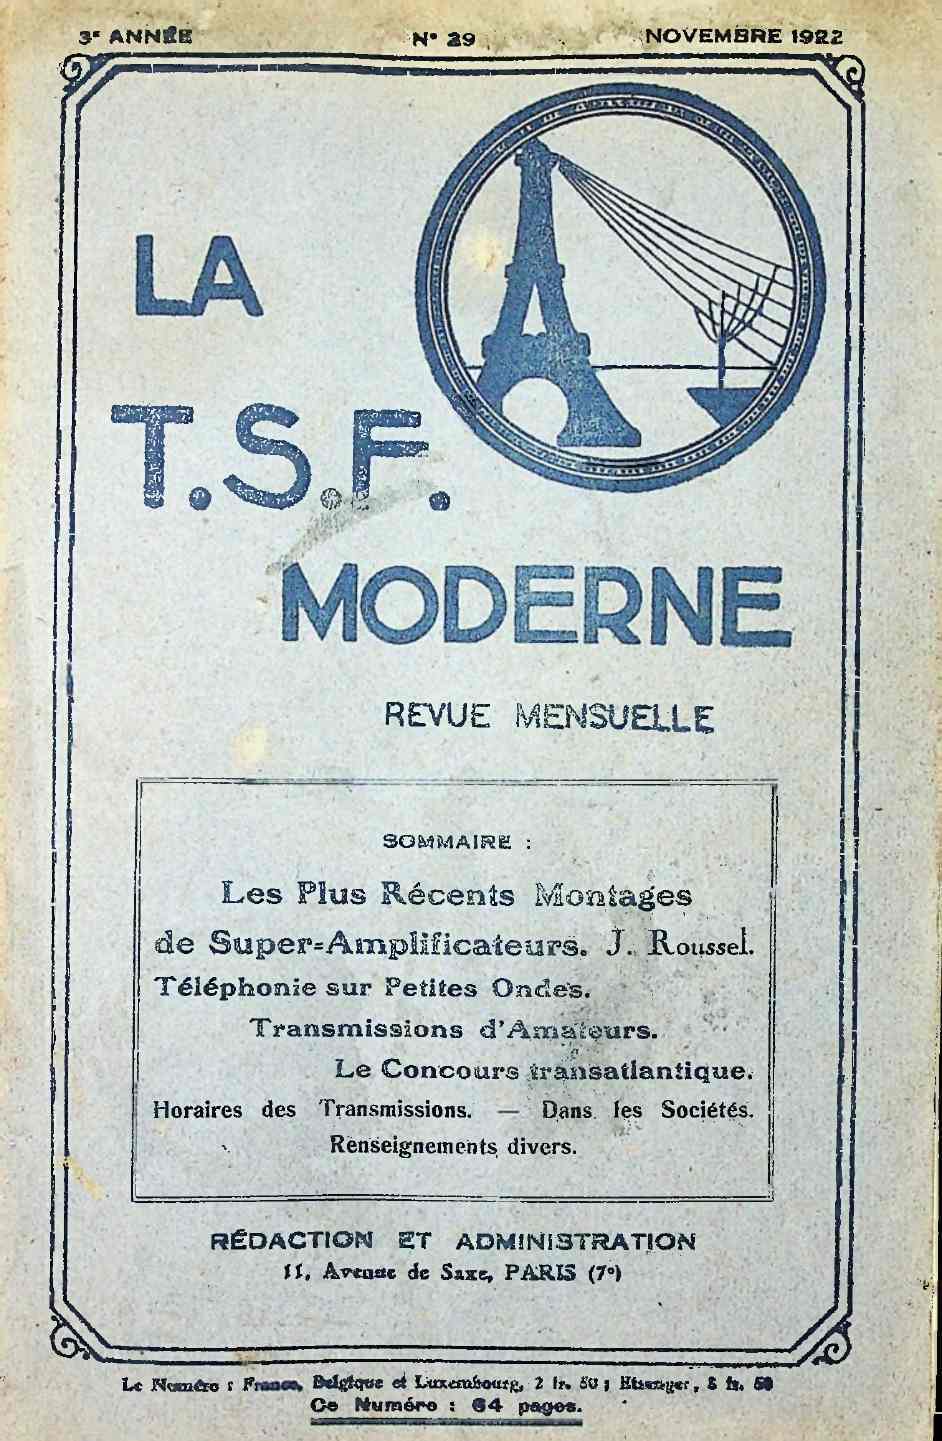 3e ANNÉE N° 29 NOVEMBRE 1922
LA
T.S.F.
MODERNE
REVUE MENSUELLE
SOMMAIRE :
Les Plus Récents Montages
de Super=Amplificateurs. J. Roussel.
Téléphonie sur Petites Ondes.
Transmissions d'Amateurs.
Le Concours transatlantique.
Horaires des Transmissions. — Dans les Sociétés.
Renseignements divers.
RÉDACTION ET ADMINISTRATION
11, Avenue de Saxe, PARIS (7e)
Le Numéro : France, Belgique et Luxembourg, 2 fr. 50 ; Etranger, fr. 50
Ce Numéro : 64 pages.